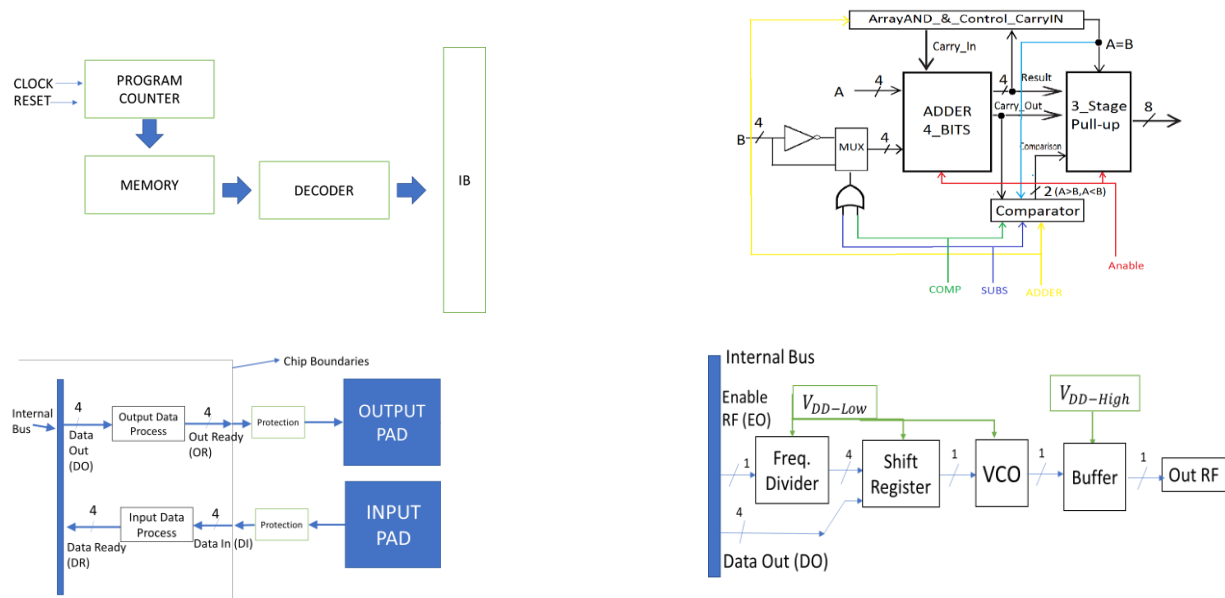 CLOCK
RESET
PROGRAM
COUNTER
MEMORY
DECODER
IB
ArrayAND_&_Control_CarryIN
Carry_In
A=B
A
4
ADDER
4_BITS
4
Result
Carry_Out
3_Stage
Pull-up
8
B
4
MUX
4
Comparison
2 (A>B,A<B)
Comparator
COMP
SUBS
ADDER
Anable
Chip Boundaries
Internal
Bus
4
Data
Out
(DO)
Output Data
Process
4
Out Ready
(OR)
Protection
OUTPUT
PAD
4
Data Ready
(DR)
Input Data
Process
4
Data In (DI)
Protection
INPUT
PAD
Internal Bus
Enable
RF (EO)
VDD−Low
VDD−High
1
Freq.
Divider
4
Shift
Register
1
VCO
1
Buffer
1
Out RF
4
Data Out (DO)